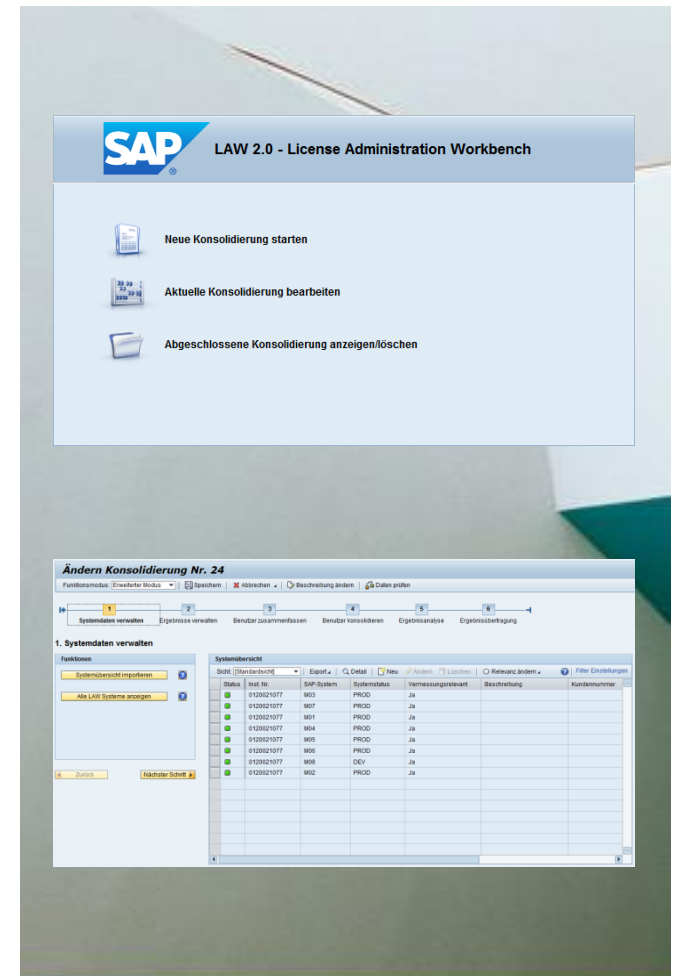 SAP
®
LAW 2.0 - License Administration Workbench
Neue Konsolidierung starten
Aktuelle Konsolidierung bearbeiten
Abgeschlossene Konsolidierung anzeigen/löschen
Ändern Konsolidierung Nr. 24
Funktionsmodus: Erweiterter Modus Speichern Abbrechen Beschreibung ändern Daten prüfen
1 2 3 4 5 6
Systemdaten verwalten Ergebnisse verwalten Benutzer zusammenfassen Benutzer konsolidieren Ergebnisanalyse Ergebnisübertragung
1. Systemdaten verwalten
Funktionen
Systemübersicht importieren
Alle LAW Systeme anzeigen
Zurück Nächster Schritt
Systemübersicht
Sicht: [Standardsicht] Export Detail Neu Ändern Löschen Relevanz ändern Filter Einstellungen
Status Inst. Nr. SAP-System Systemstatus Vermessungsrelevant Beschreibung Kundennummer
0120021077 M03 PROD Ja
0120021077 M07 PROD Ja
0120021077 M01 PROD Ja
0120021077 M04 PROD Ja
0120021077 M05 PROD Ja
0120021077 M06 PROD Ja
0120021077 M08 DEV Ja
0120021077 M02 PROD Ja